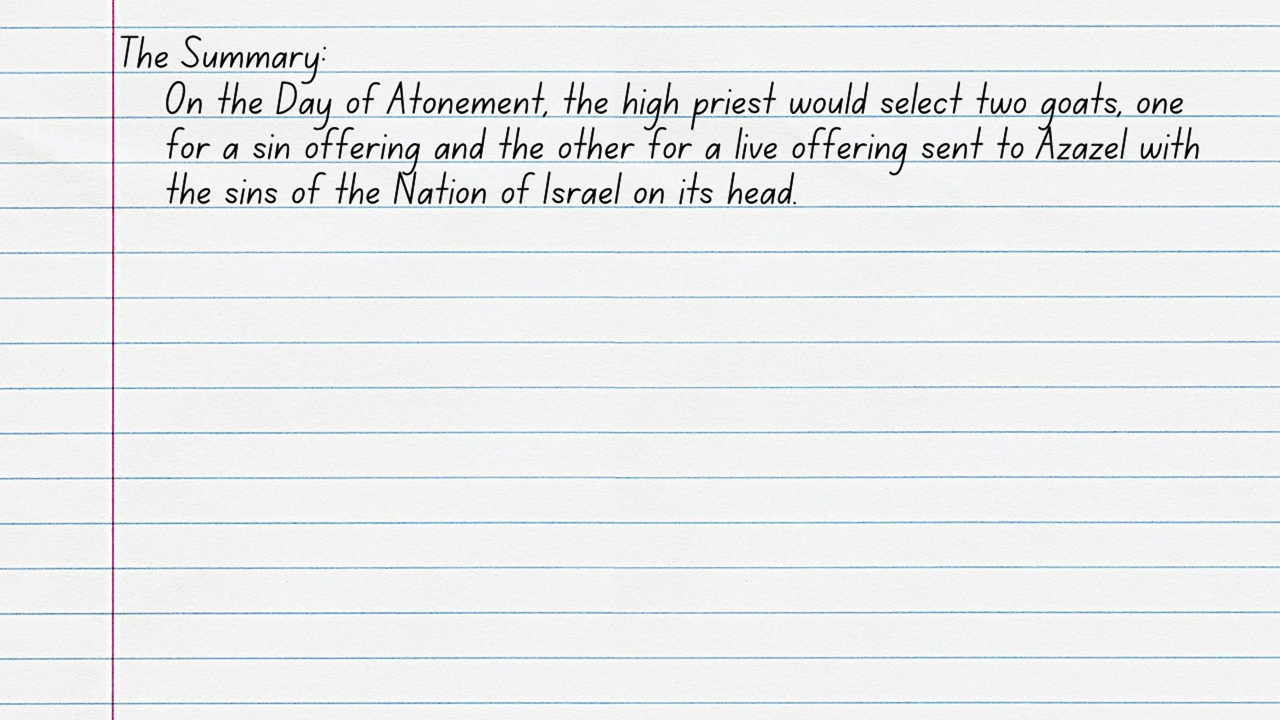 The Summary:
On the Day of Atonement, the high priest would select two goats, one
for a sin offering and the other for a live offering sent to Azazel with
the sins of the Nation of Israel on its head.